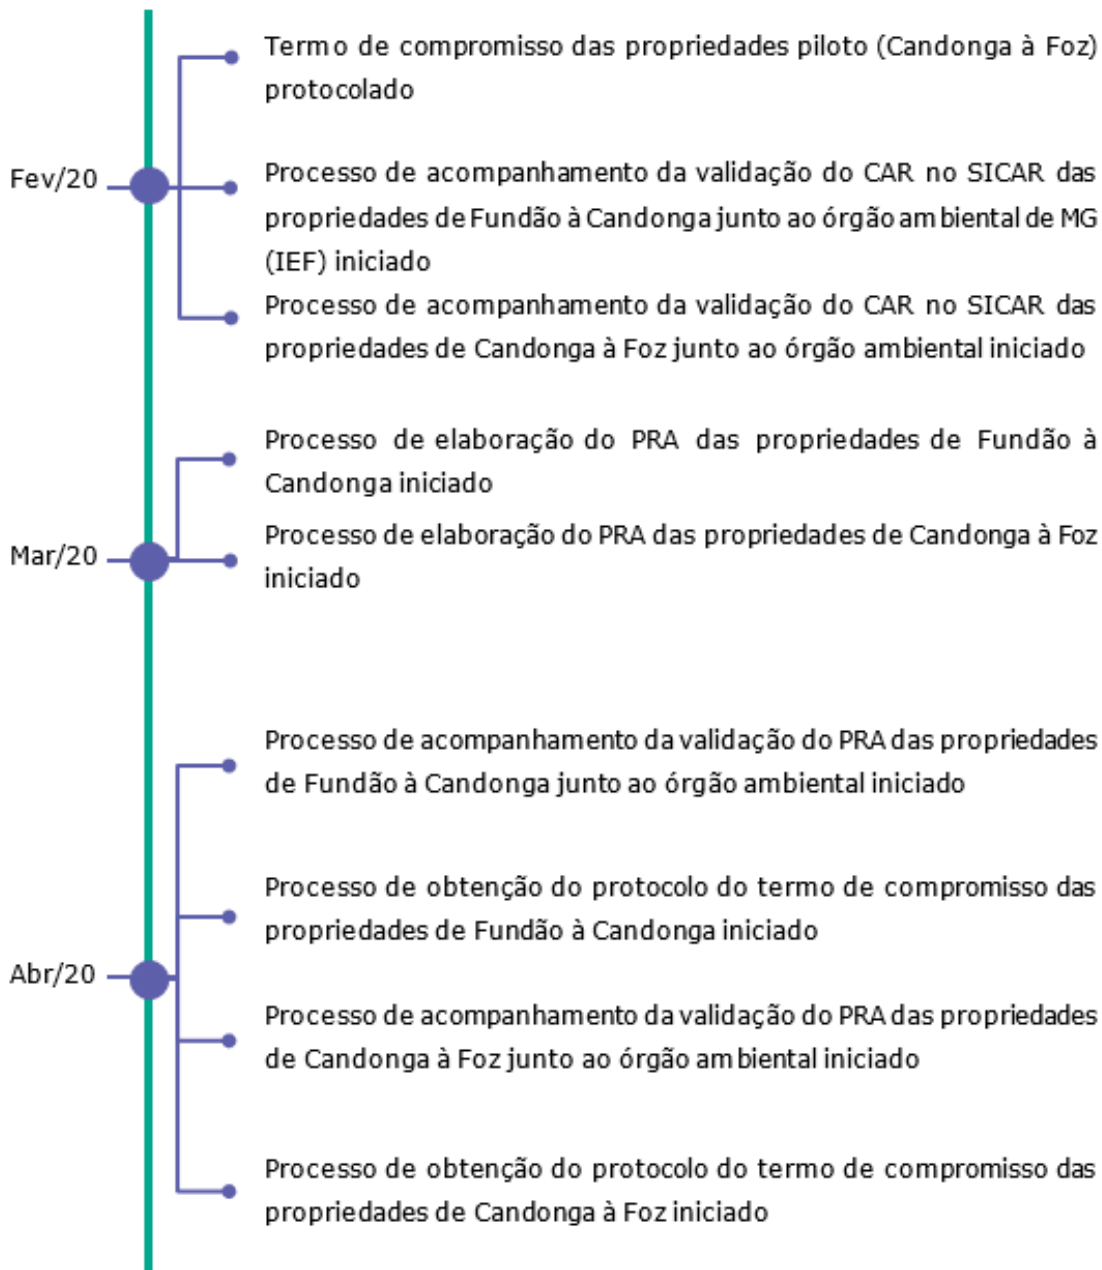 Termo de compromisso das propriedades piloto (Candonga à Foz)
protocolado
Fev/20
Processo de acompanhamento da validação do CAR no SICAR das
propriedades de Fundão à Candonga junto ao órgão ambiental de MG
(IEF) iniciado
Processo de acompanhamento da validação do CAR no SICAR das
propriedades de Candonga à Foz junto ao órgão ambiental iniciado
Processo de elaboração do PRA das propriedades de Fundão à
Candonga iniciado
Mar/20
Processo de elaboração do PRA das propriedades de Candonga à Foz
iniciado
Processo de acompanhamento da validação do PRA das propriedades
de Fundão à Candonga junto ao órgão ambiental iniciado
Processo de obtenção do protocolo do termo de compromisso das
propriedades de Fundão à Candonga iniciado
Abr/20
Processo de acompanhamento da validação do PRA das propriedades
de Candonga à Foz junto ao órgão ambiental iniciado
Processo de obtenção do protocolo do termo de compromisso das
propriedades de Candonga à Foz iniciado